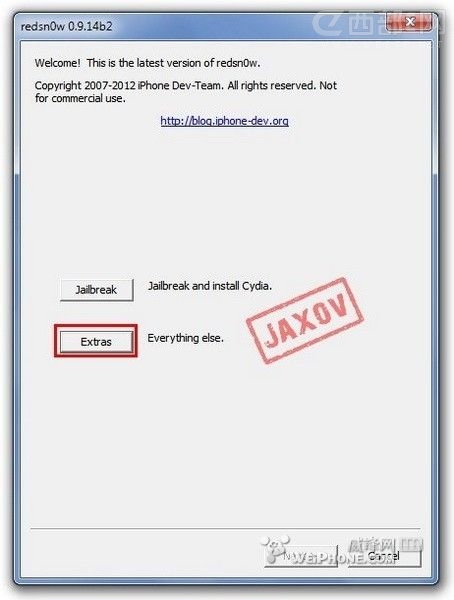 redsn0w 0.9.14b2
Welcome! This is the latest version of redsn0w.
Copyright 2007-2012 iPhone Dev-Team. All rights reserved. Not
for commercial use.
http://blog.iphone-dev.org
Jailbreak
Jailbreak and install Cydia.
JAXOV
Extras
Everything else.
威锋网
Cancel
WEIPHONE.COM